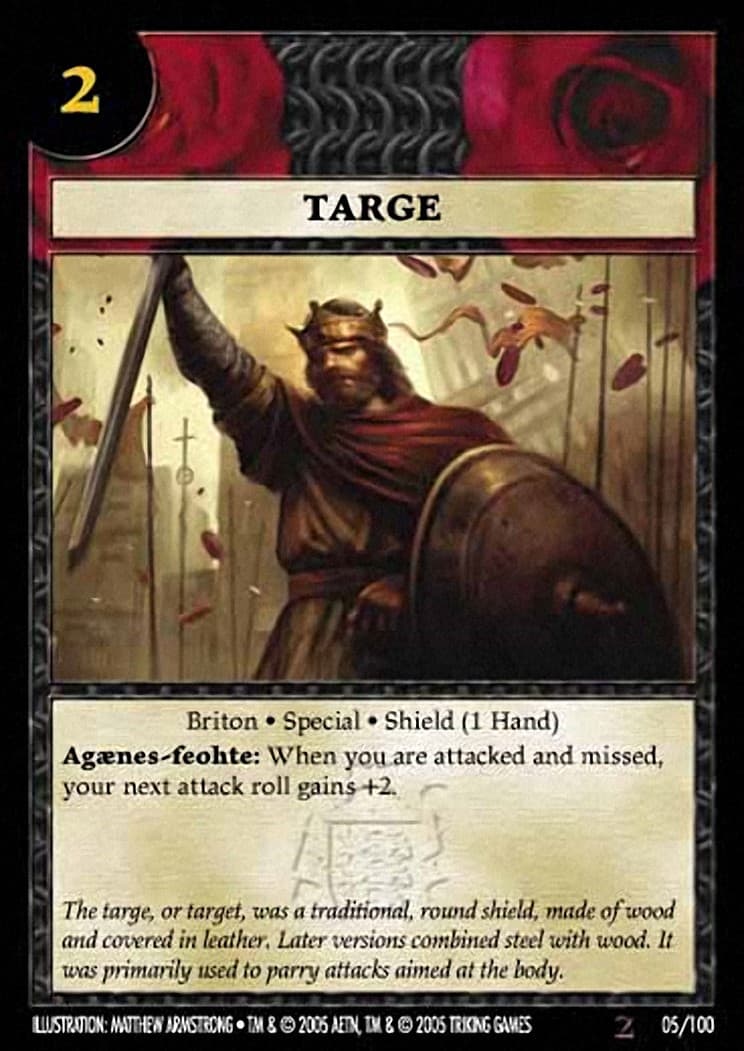 2
TARGE
Briton • Special • Shield (1 Hand)
Agænes-feohte: When you are attacked and missed,
your next attack roll gains +2.
The targe, or target, was a traditional, round shield, made of wood
and covered in leather. Later versions combined steel with wood. It
was primarily used to parry attacks aimed at the body.
ILLUSTRATION: MATTHEW ARMSTRONG • TM & © 2005 AETN, TM & © 2005 TRIKING GAMES 2 05/100